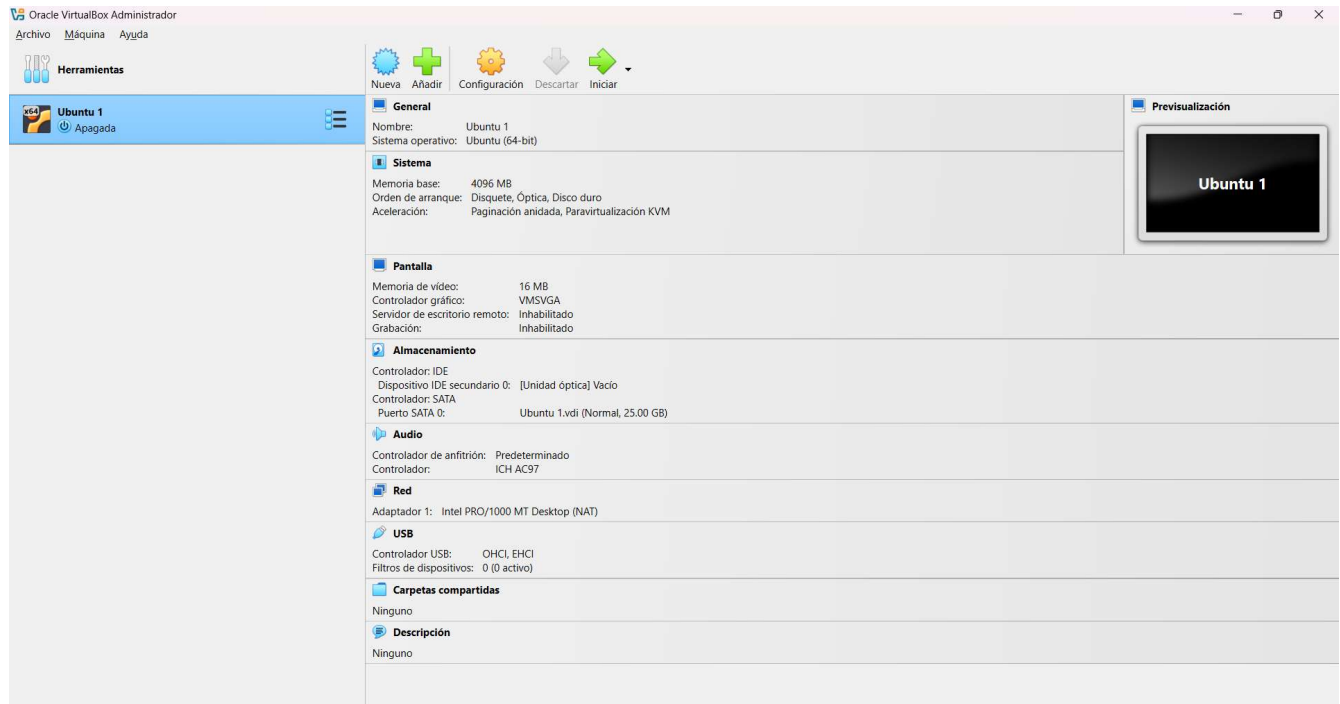 Oracle VirtualBox Administrador
Archivo Máquina Ayuda
Herramientas
Nueva Añadir Configuración Descartar Iniciar
x64
Ubuntu 1
Apagada
General
Nombre: Ubuntu 1
Sistema operativo: Ubuntu (64-bit)
Previsualización
Ubuntu 1
Sistema
Memoria base: 4096 MB
Orden de arranque: Disquete, Óptica, Disco duro
Aceleración: Paginación anidada, Paravirtualización KVM
Pantalla
Memoria de vídeo: 16 MB
Controlador gráfico: VMSVGA
Servidor de escritorio remoto: Inhabilitado
Grabación: Inhabilitado
Almacenamiento
Controlador: IDE
Dispositivo IDE secundario 0: [Unidad óptica] Vacío
Controlador: SATA
Puerto SATA 0: Ubuntu 1.vdi (Normal, 25.00 GB)
Audio
Controlador de anfitrión: Predeterminado
Controlador: ICH AC97
Red
Adaptador 1: Intel PRO/1000 MT Desktop (NAT)
USB
Controlador USB: OHCI, EHCI
Filtros de dispositivos: 0 (0 activo)
Carpetas compartidas
Ninguno
Descripción
Ninguno